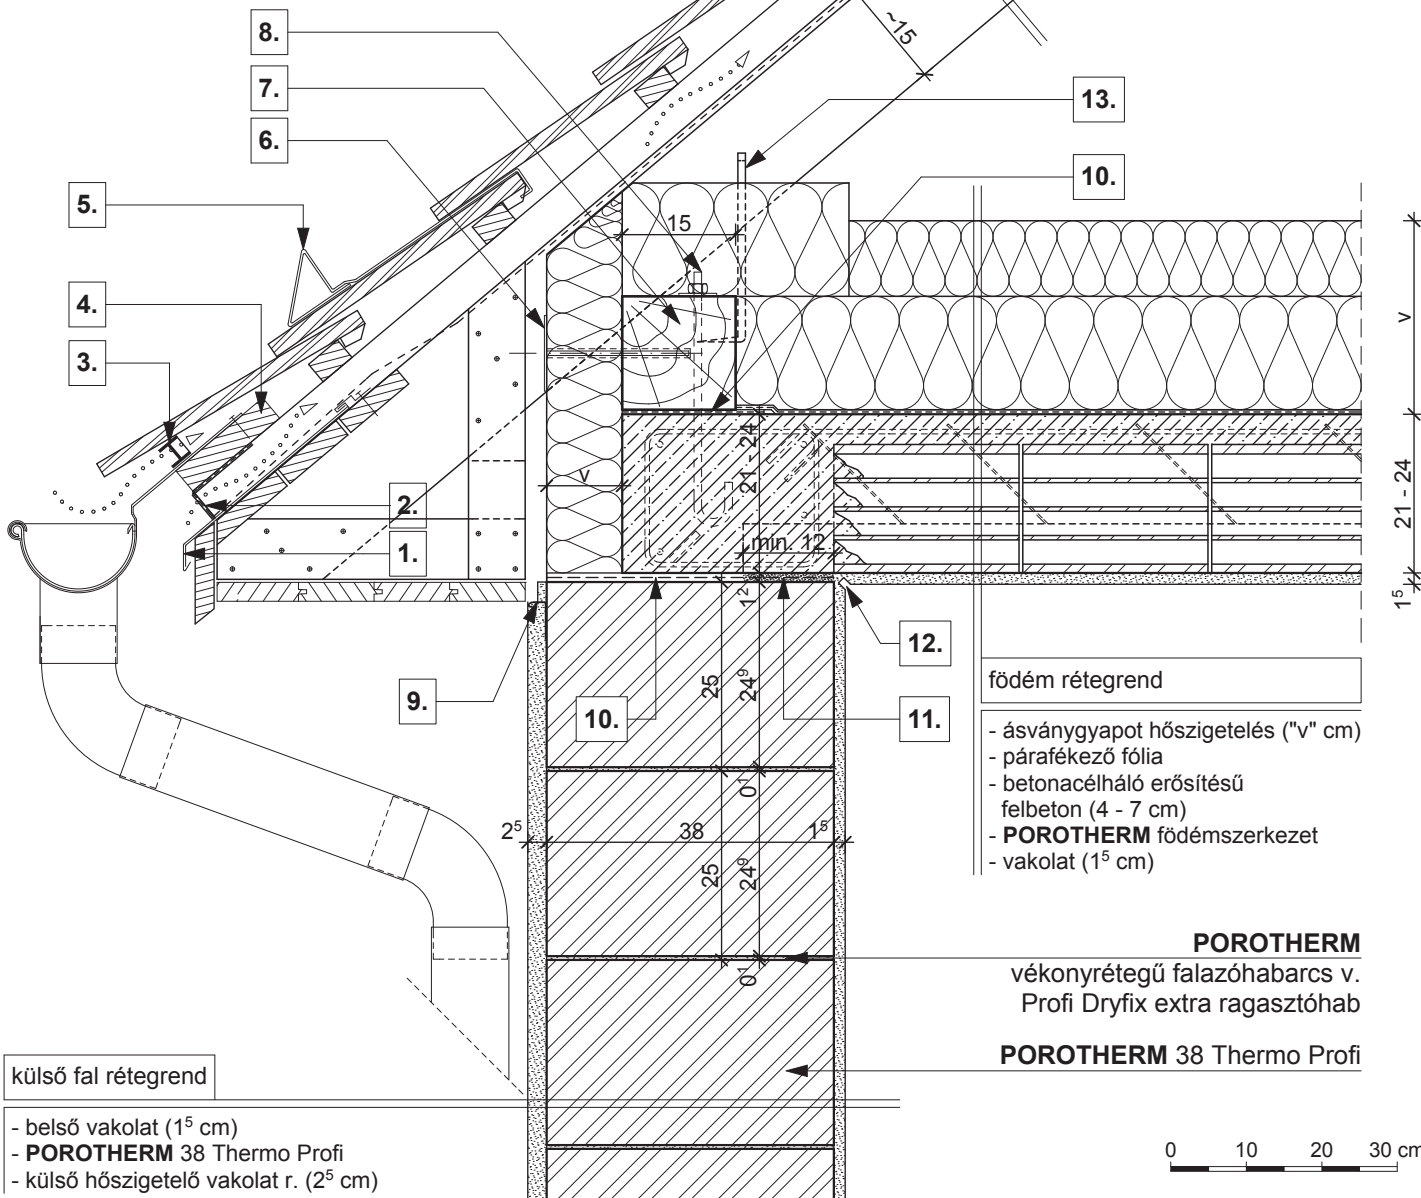 8.
7.
6.
5.
4.
3.
2.
1.
~15
13.
10.
15
v
v
21 - 24
21 - 24
min. 12
1⁵
1²
9.
10.
11.
12.
25
24⁹
0¹
2⁵
38
1⁵
25
24⁹
0¹
födém rétegrend
- ásványgyapot hőszigetelés ("v" cm)
- párafékező fólia
- betonacélháló erősítésű
felbeton (4 - 7 cm)
- POROTHERM födémszerkezet
- vakolat (1⁵ cm)
POROTHERM
vékonyrétegű falazóhabarcs v.
Profi Dryfix extra ragasztóhab
POROTHERM 38 Thermo Profi
külső fal rétegrend
- belső vakolat (1⁵ cm)
- POROTHERM 38 Thermo Profi
- külső hőszigetelő vakolat r. (2⁵ cm)
0 10 20 30 cm